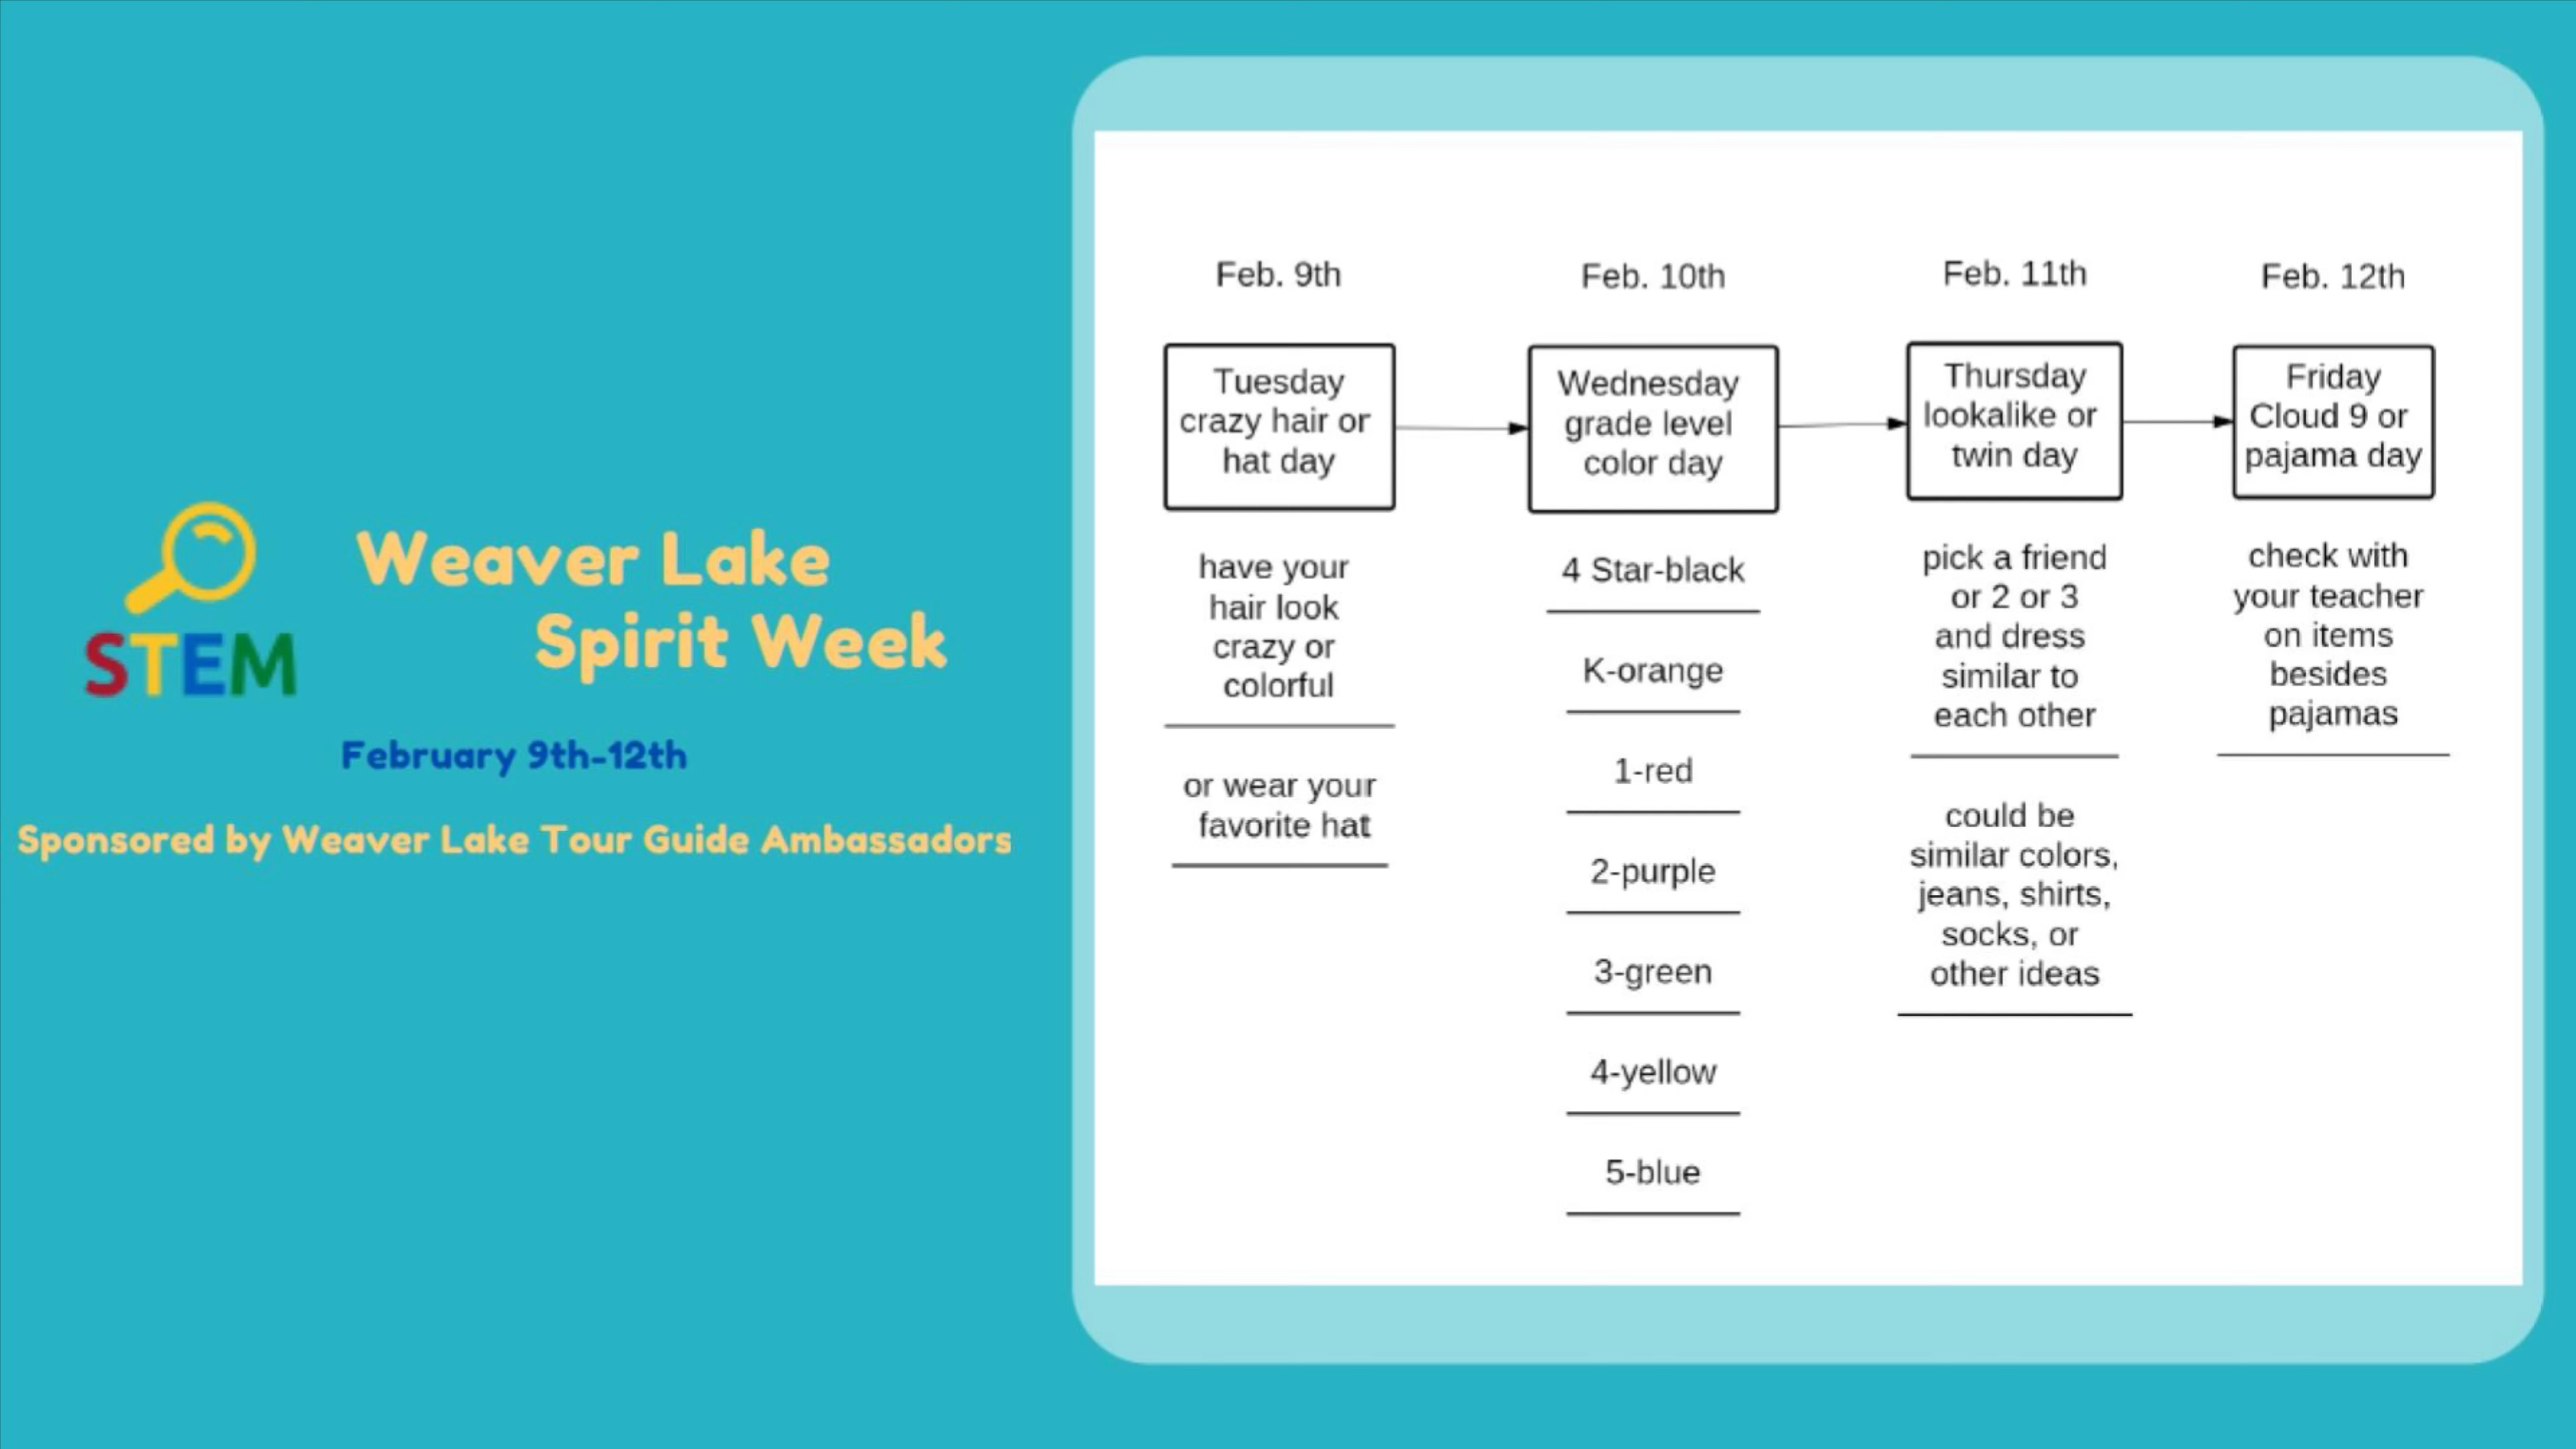 STEM
Weaver Lake
Spirit Week
February 9th-12th
Sponsored by Weaver Lake Tour Guide Ambassadors
Feb. 9th
Tuesday
crazy hair or
hat day
have your
hair look
crazy or
colorful
or wear your
favorite hat
Feb. 10th
Wednesday
grade level
color day
4 Star-black
K-orange
1-red
2-purple
3-green
4-yellow
5-blue
Feb. 11th
Thursday
lookalike or
twin day
pick a friend
or 2 or 3
and dress
similar to
each other
could be
similar colors,
jeans, shirts,
socks, or
other ideas
Feb. 12th
Friday
Cloud 9 or
pajama day
check with
your teacher
on items
besides
pajamas